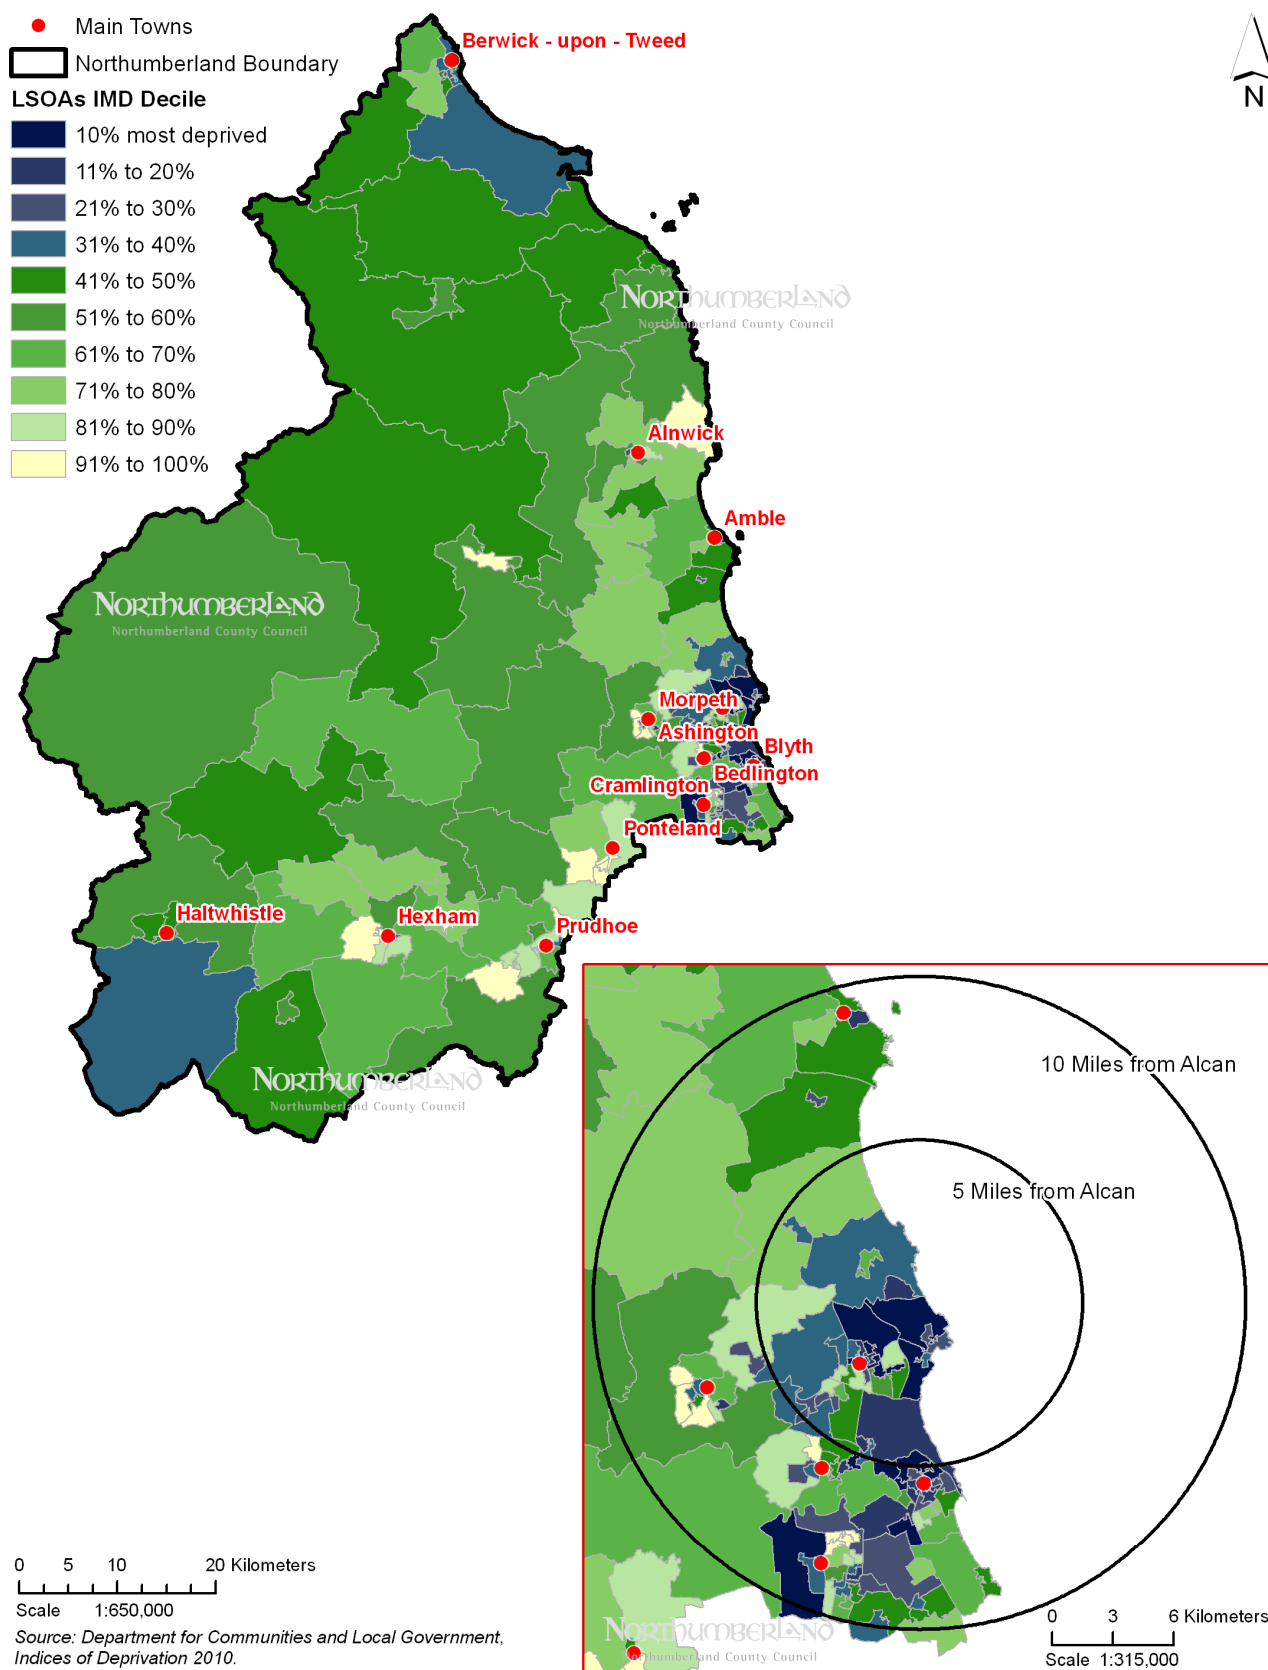 Main Towns
Northumberland Boundary
LSOAs IMD Decile
10% most deprived
11% to 20%
21% to 30%
31% to 40%
41% to 50%
51% to 60%
61% to 70%
71% to 80%
81% to 90%
91% to 100%
N
Berwick - upon - Tweed
NORTHUMBERLAND
Northumberland County Council
Alnwick
Amble
NORTHUMBERLAND
Northumberland County Council
Morpeth
Ashington
Blyth
Bedlington
Cramlington
Ponteland
Haltwhistle
Hexham
Prudhoe
NORTHUMBERLAND
Northumberland County Council
10 Miles from Alcan
5 Miles from Alcan
NORTHUMBERLAND
Northumberland County Council
0 3 6 Kilometers
Scale 1:315,000
0 5 10 20 Kilometers
Scale 1:650,000
Source: Department for Communities and Local Government,
Indices of Deprivation 2010.